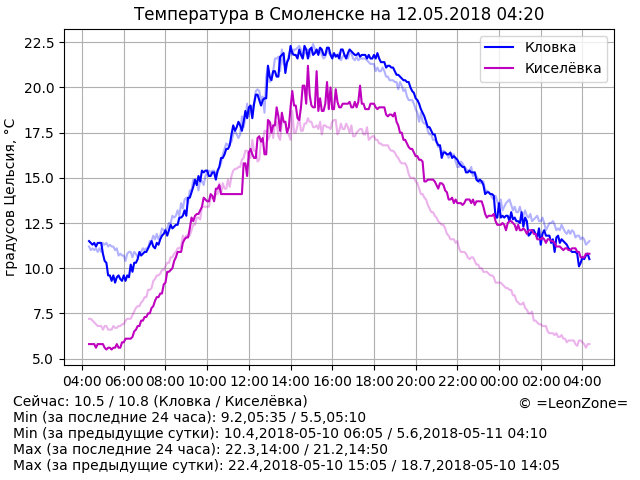 Температура в Смоленске на 12.05.2018 04:20
градусов Цельсия, °C
22.5
20.0
17.5
15.0
12.5
10.0
7.5
5.0
Кловка
Киселёвка
04:00 06:00 08:00 10:00 12:00 14:00 16:00 18:00 20:00 22:00 00:00 02:00 04:00
Сейчас: 10.5 / 10.8 (Кловка / Киселёвка)
© =LeonZone=
Min (за последние 24 часа): 9.2,05:35 / 5.5,05:10
Min (за предыдущие сутки): 10.4,2018-05-10 06:05 / 5.6,2018-05-11 04:10
Max (за последние 24 часа): 22.3,14:00 / 21.2,14:50
Max (за предыдущие сутки): 22.4,2018-05-10 15:05 / 18.7,2018-05-10 14:05